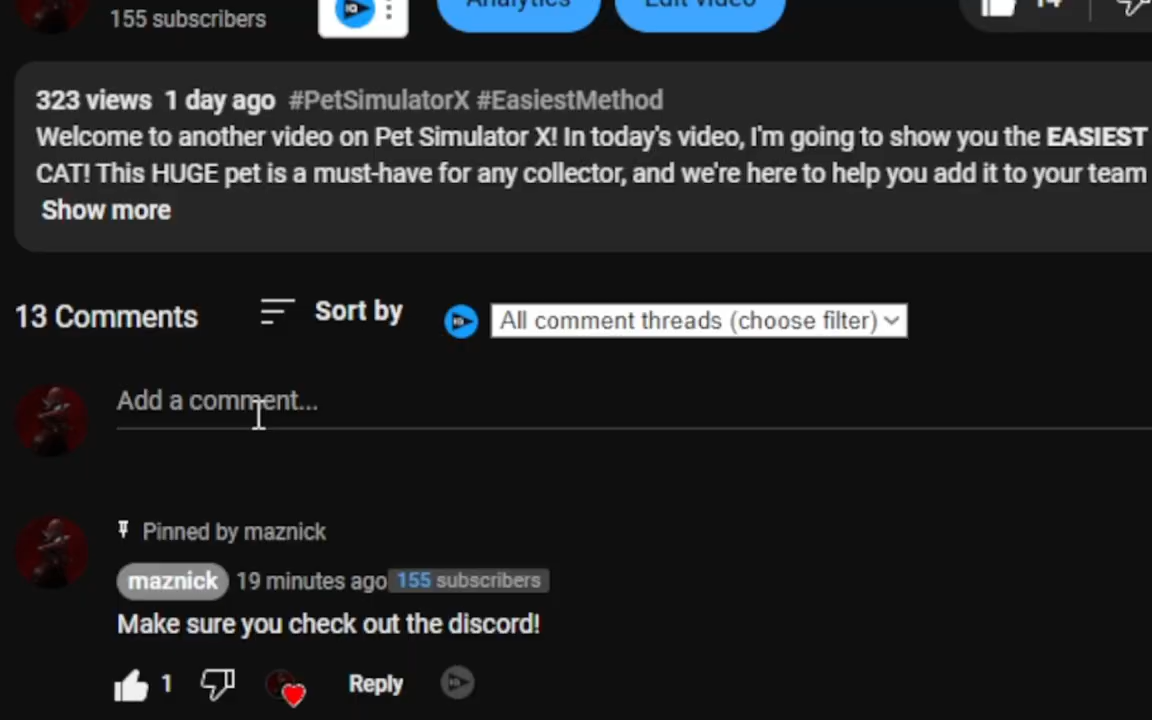 155 subscribers
Analytics
Edit video
14
323 views 1 day ago #PetSimulatorX #EasiestMethod
Welcome to another video on Pet Simulator X! In today's video, I'm going to show you the EASIEST
CAT! This HUGE pet is a must-have for any collector, and we're here to help you add it to your team
Show more
13 Comments
Sort by
All comment threads (choose filter)
Add a comment...
Pinned by maznick
maznick 19 minutes ago 155 subscribers
Make sure you check out the discord!
1
Reply